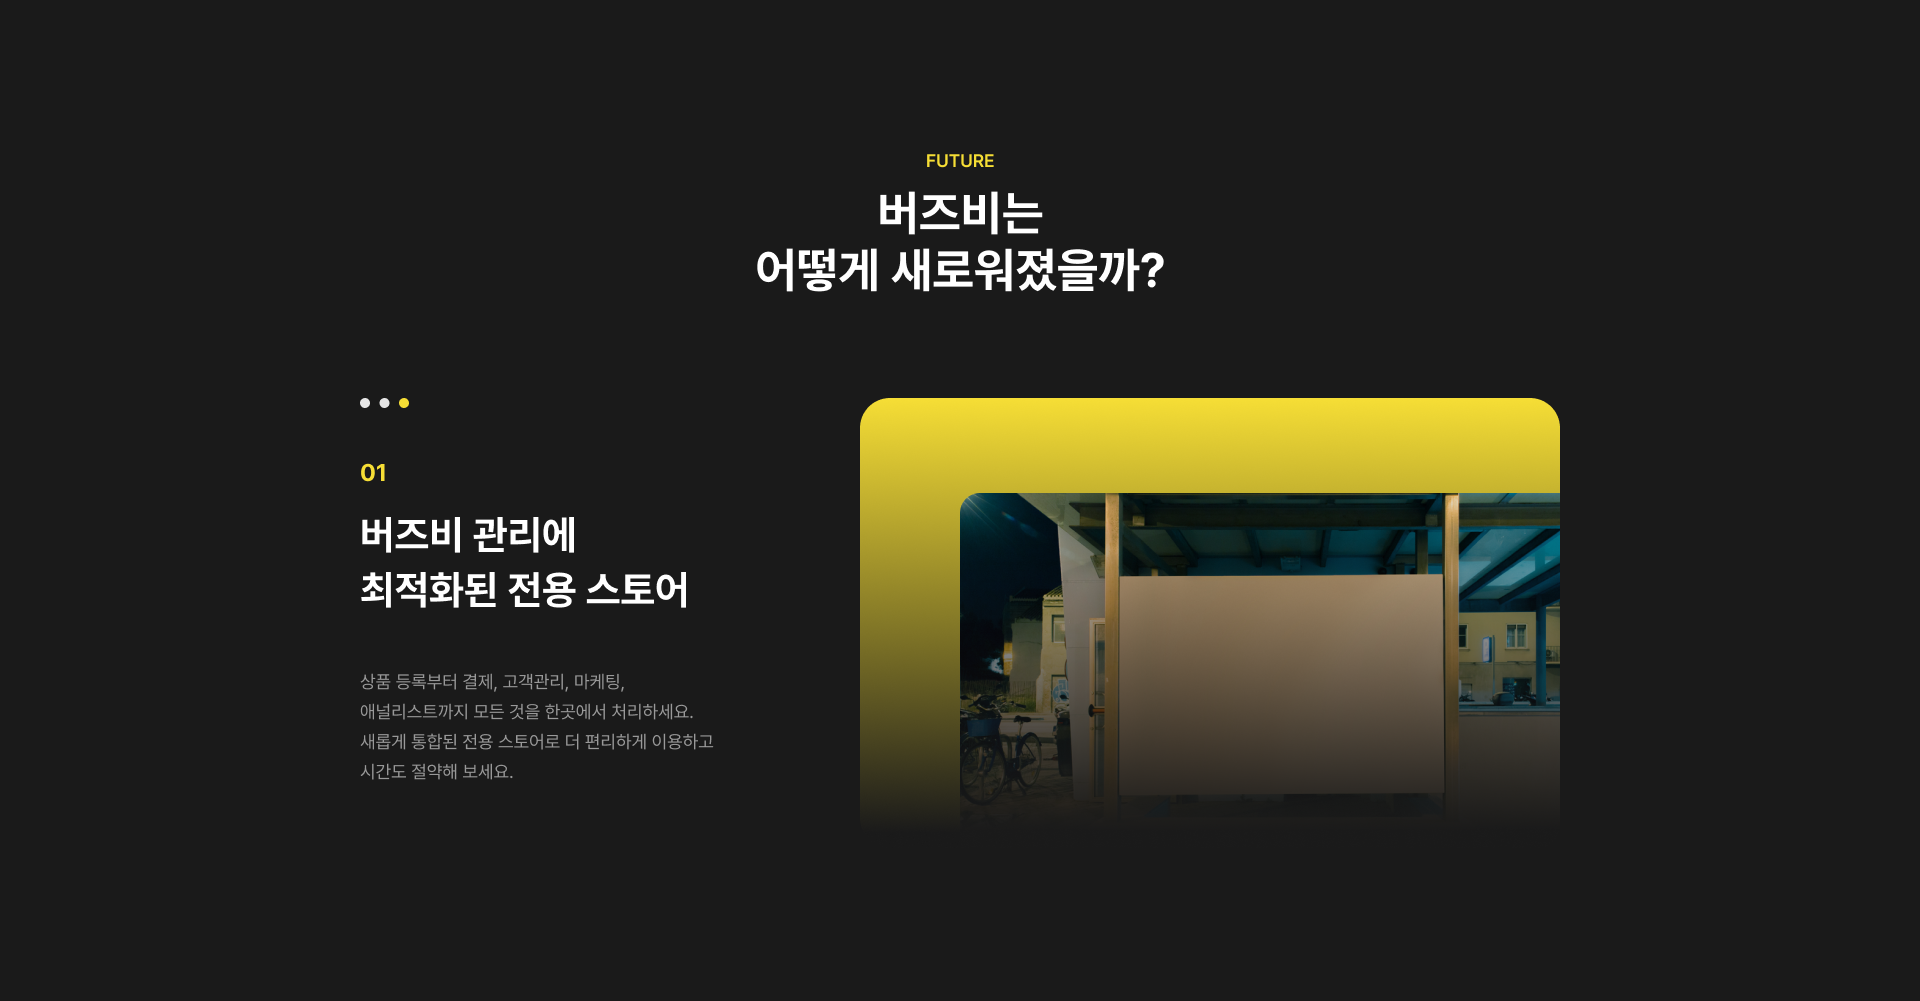 FUTURE
버즈비는
어떻게 새로워졌을까?
01
버즈비 관리에
최적화된 전용 스토어
상품 등록부터 결제, 고객관리, 마케팅,
애널리스트까지 모든 것을 한곳에서 처리하세요.
새롭게 통합된 전용 스토어로 더 편리하게 이용하고
시간도 절약해 보세요.